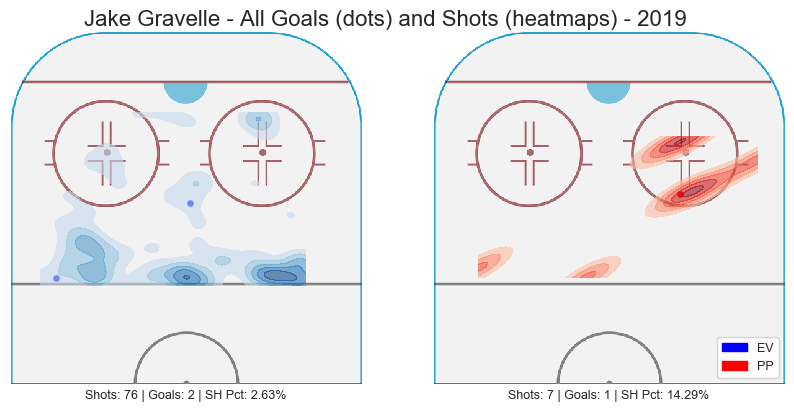 Jake Gravelle - All Goals (dots) and Shots (heatmaps) - 2019
EV
PP
Shots: 76 | Goals: 2 | SH Pct: 2.63%
Shots: 7 | Goals: 1 | SH Pct: 14.29%